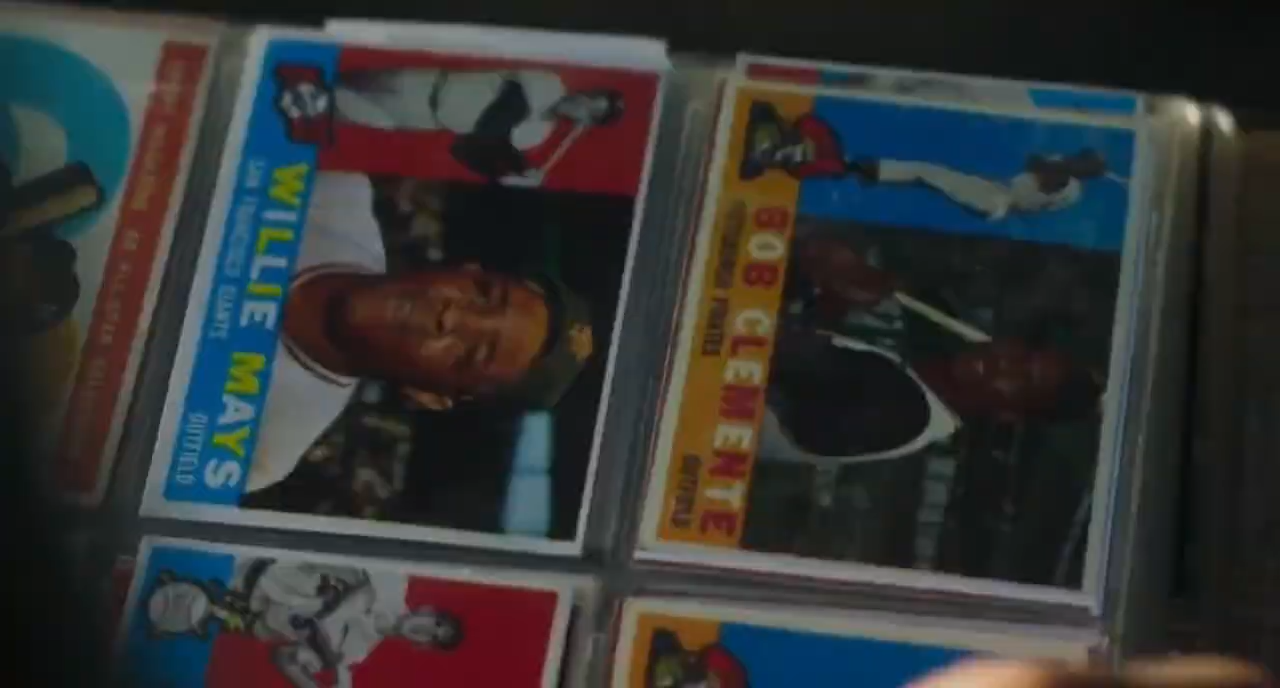 WILLIE MAYS
SAN FRANCISCO GIANTS
OUTFIELD
BOB CLEMENTE
PITTSBURGH PIRATES
OUTFIELD